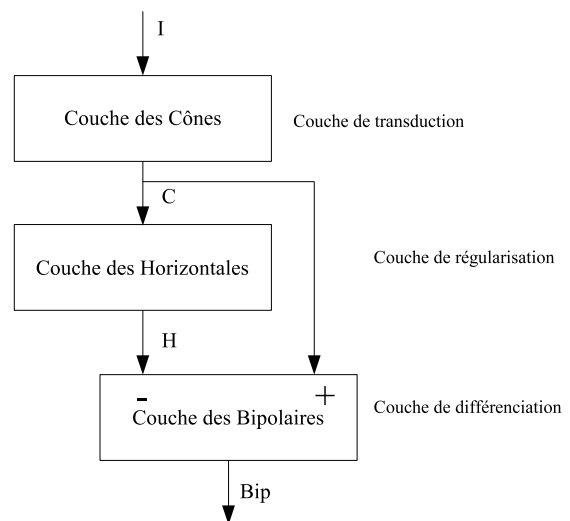 I
Couche des Cônes
Couche de transduction
C
Couche des Horizontales
Couche de régularisation
H
- +
Couche des Bipolaires
Couche de différenciation
Bip